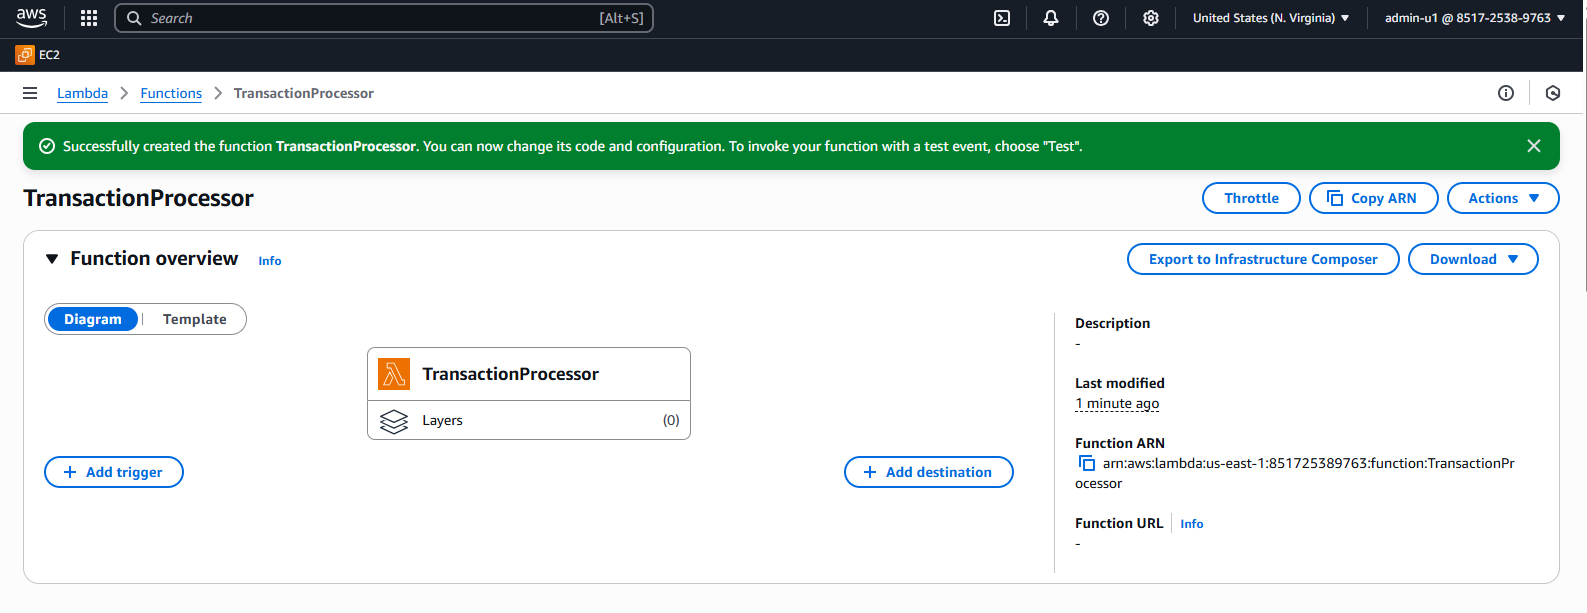 aws
Search [Alt+S] United States (N. Virginia) ▼ admin-u1 @ 8517-2538-9763 ▼
EC2
Lambda > Functions > TransactionProcessor
Successfully created the function TransactionProcessor. You can now change its code and configuration. To invoke your function with a test event, choose "Test".
TransactionProcessor
Throttle Copy ARN Actions ▼
▼ Function overview Info
Export to Infrastructure Composer Download ▼
Diagram | Template
TransactionProcessor
Layers (0)
+ Add trigger
+ Add destination
Description
-
Last modified
1 minute ago
Function ARN
arn:aws:lambda:us-east-1:851725389763:function:TransactionPr
ocessor
Function URL Info
-